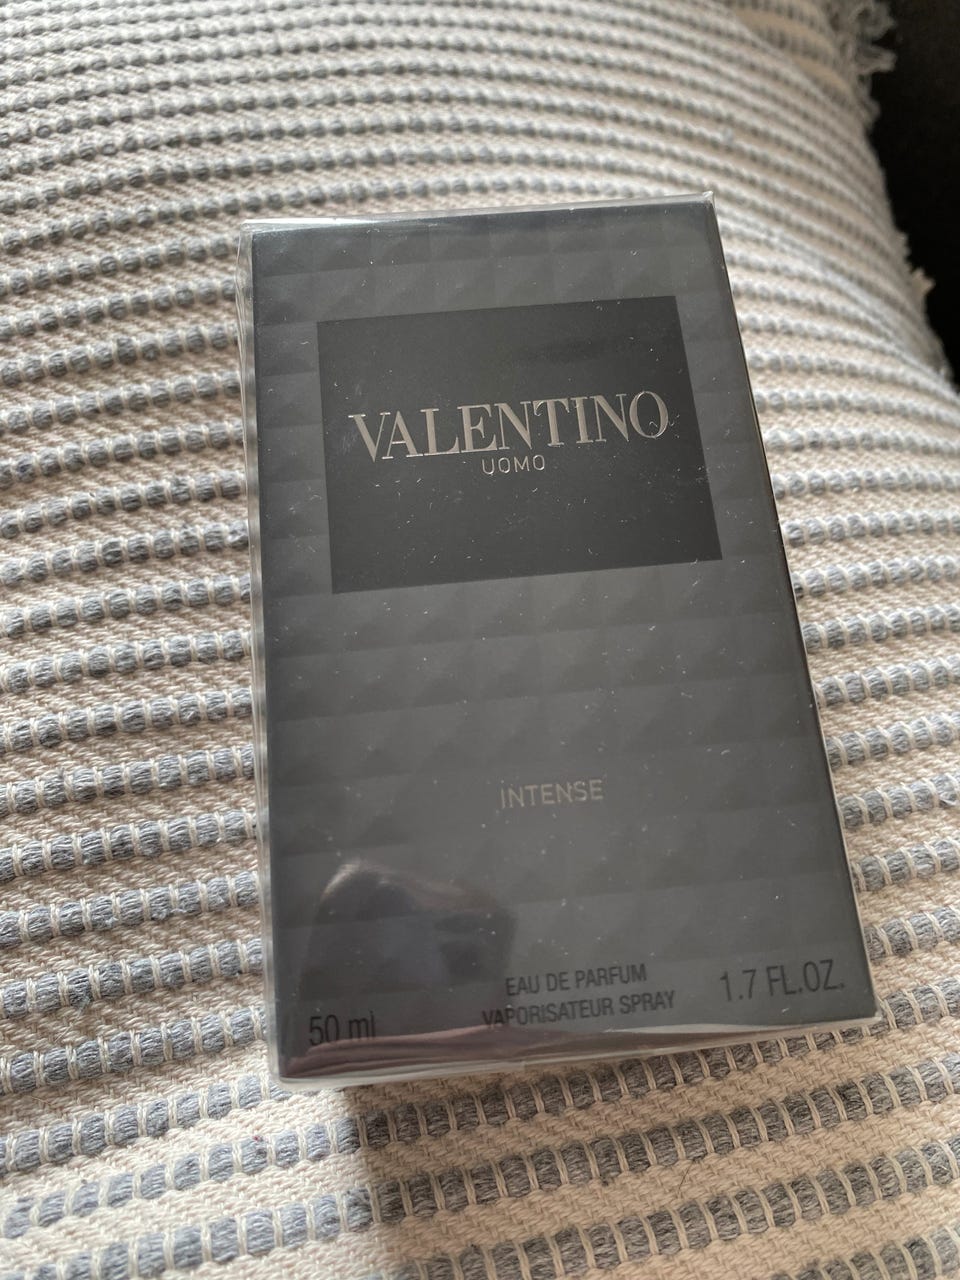 VALENTINO
UOMO
INTENSE
EAU DE PARFUM
VAPORISATEUR SPRAY
50 ml
1.7 FL.OZ.